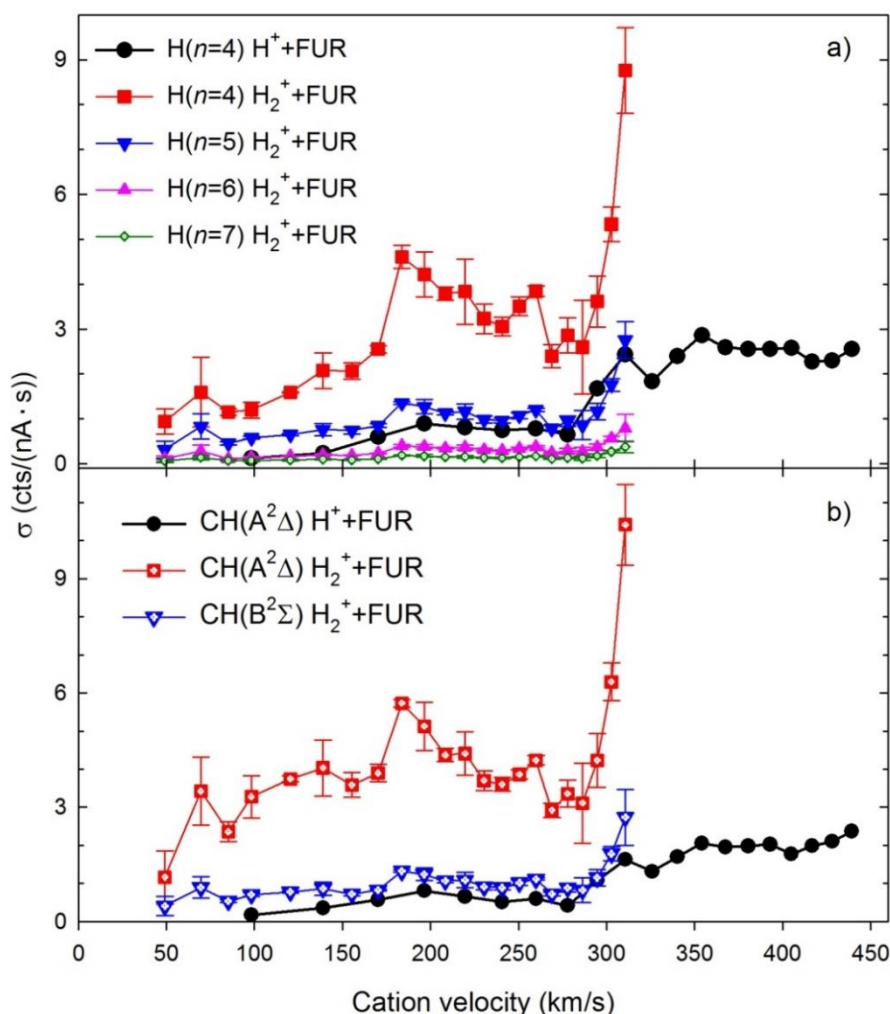 a)
H(n=4) H⁺+FUR
H(n=4) H₂⁺+FUR
H(n=5) H₂⁺+FUR
H(n=6) H₂⁺+FUR
H(n=7) H₂⁺+FUR
9
6
3
0
σ (cts/(nA · s))
b)
CH(A²Δ) H⁺+FUR
CH(A²Δ) H₂⁺+FUR
CH(B²Σ) H₂⁺+FUR
9
6
3
0
0 50 100 150 200 250 300 350 400 450
Cation velocity (km/s)